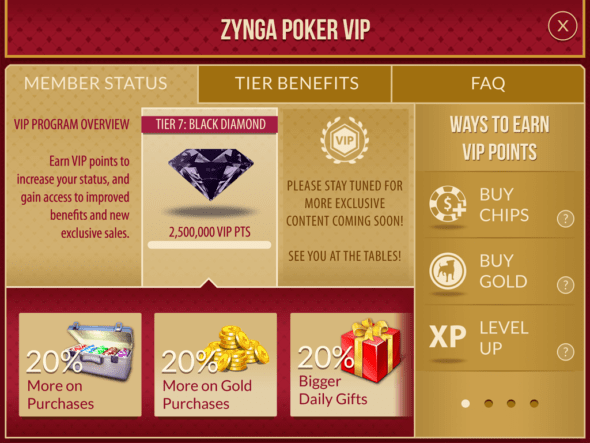 ZYNGA POKER VIP
X
MEMBER STATUS
TIER BENEFITS
FAQ
VIP PROGRAM OVERVIEW
Earn VIP points to
increase your status, and
gain access to improved
benefits and new
exclusive sales.
TIER 7: BLACK DIAMOND
2,500,000 VIP PTS
VIP
PLEASE STAY TUNED FOR
MORE EXCLUSIVE
CONTENT COMING SOON!
SEE YOU AT THE TABLES!
WAYS TO EARN
VIP POINTS
$+
BUY
CHIPS
?
BUY
GOLD
?
XP
LEVEL
UP
?
20%
More on
Purchases
20%
More on Gold
Purchases
20%
Bigger
Daily Gifts